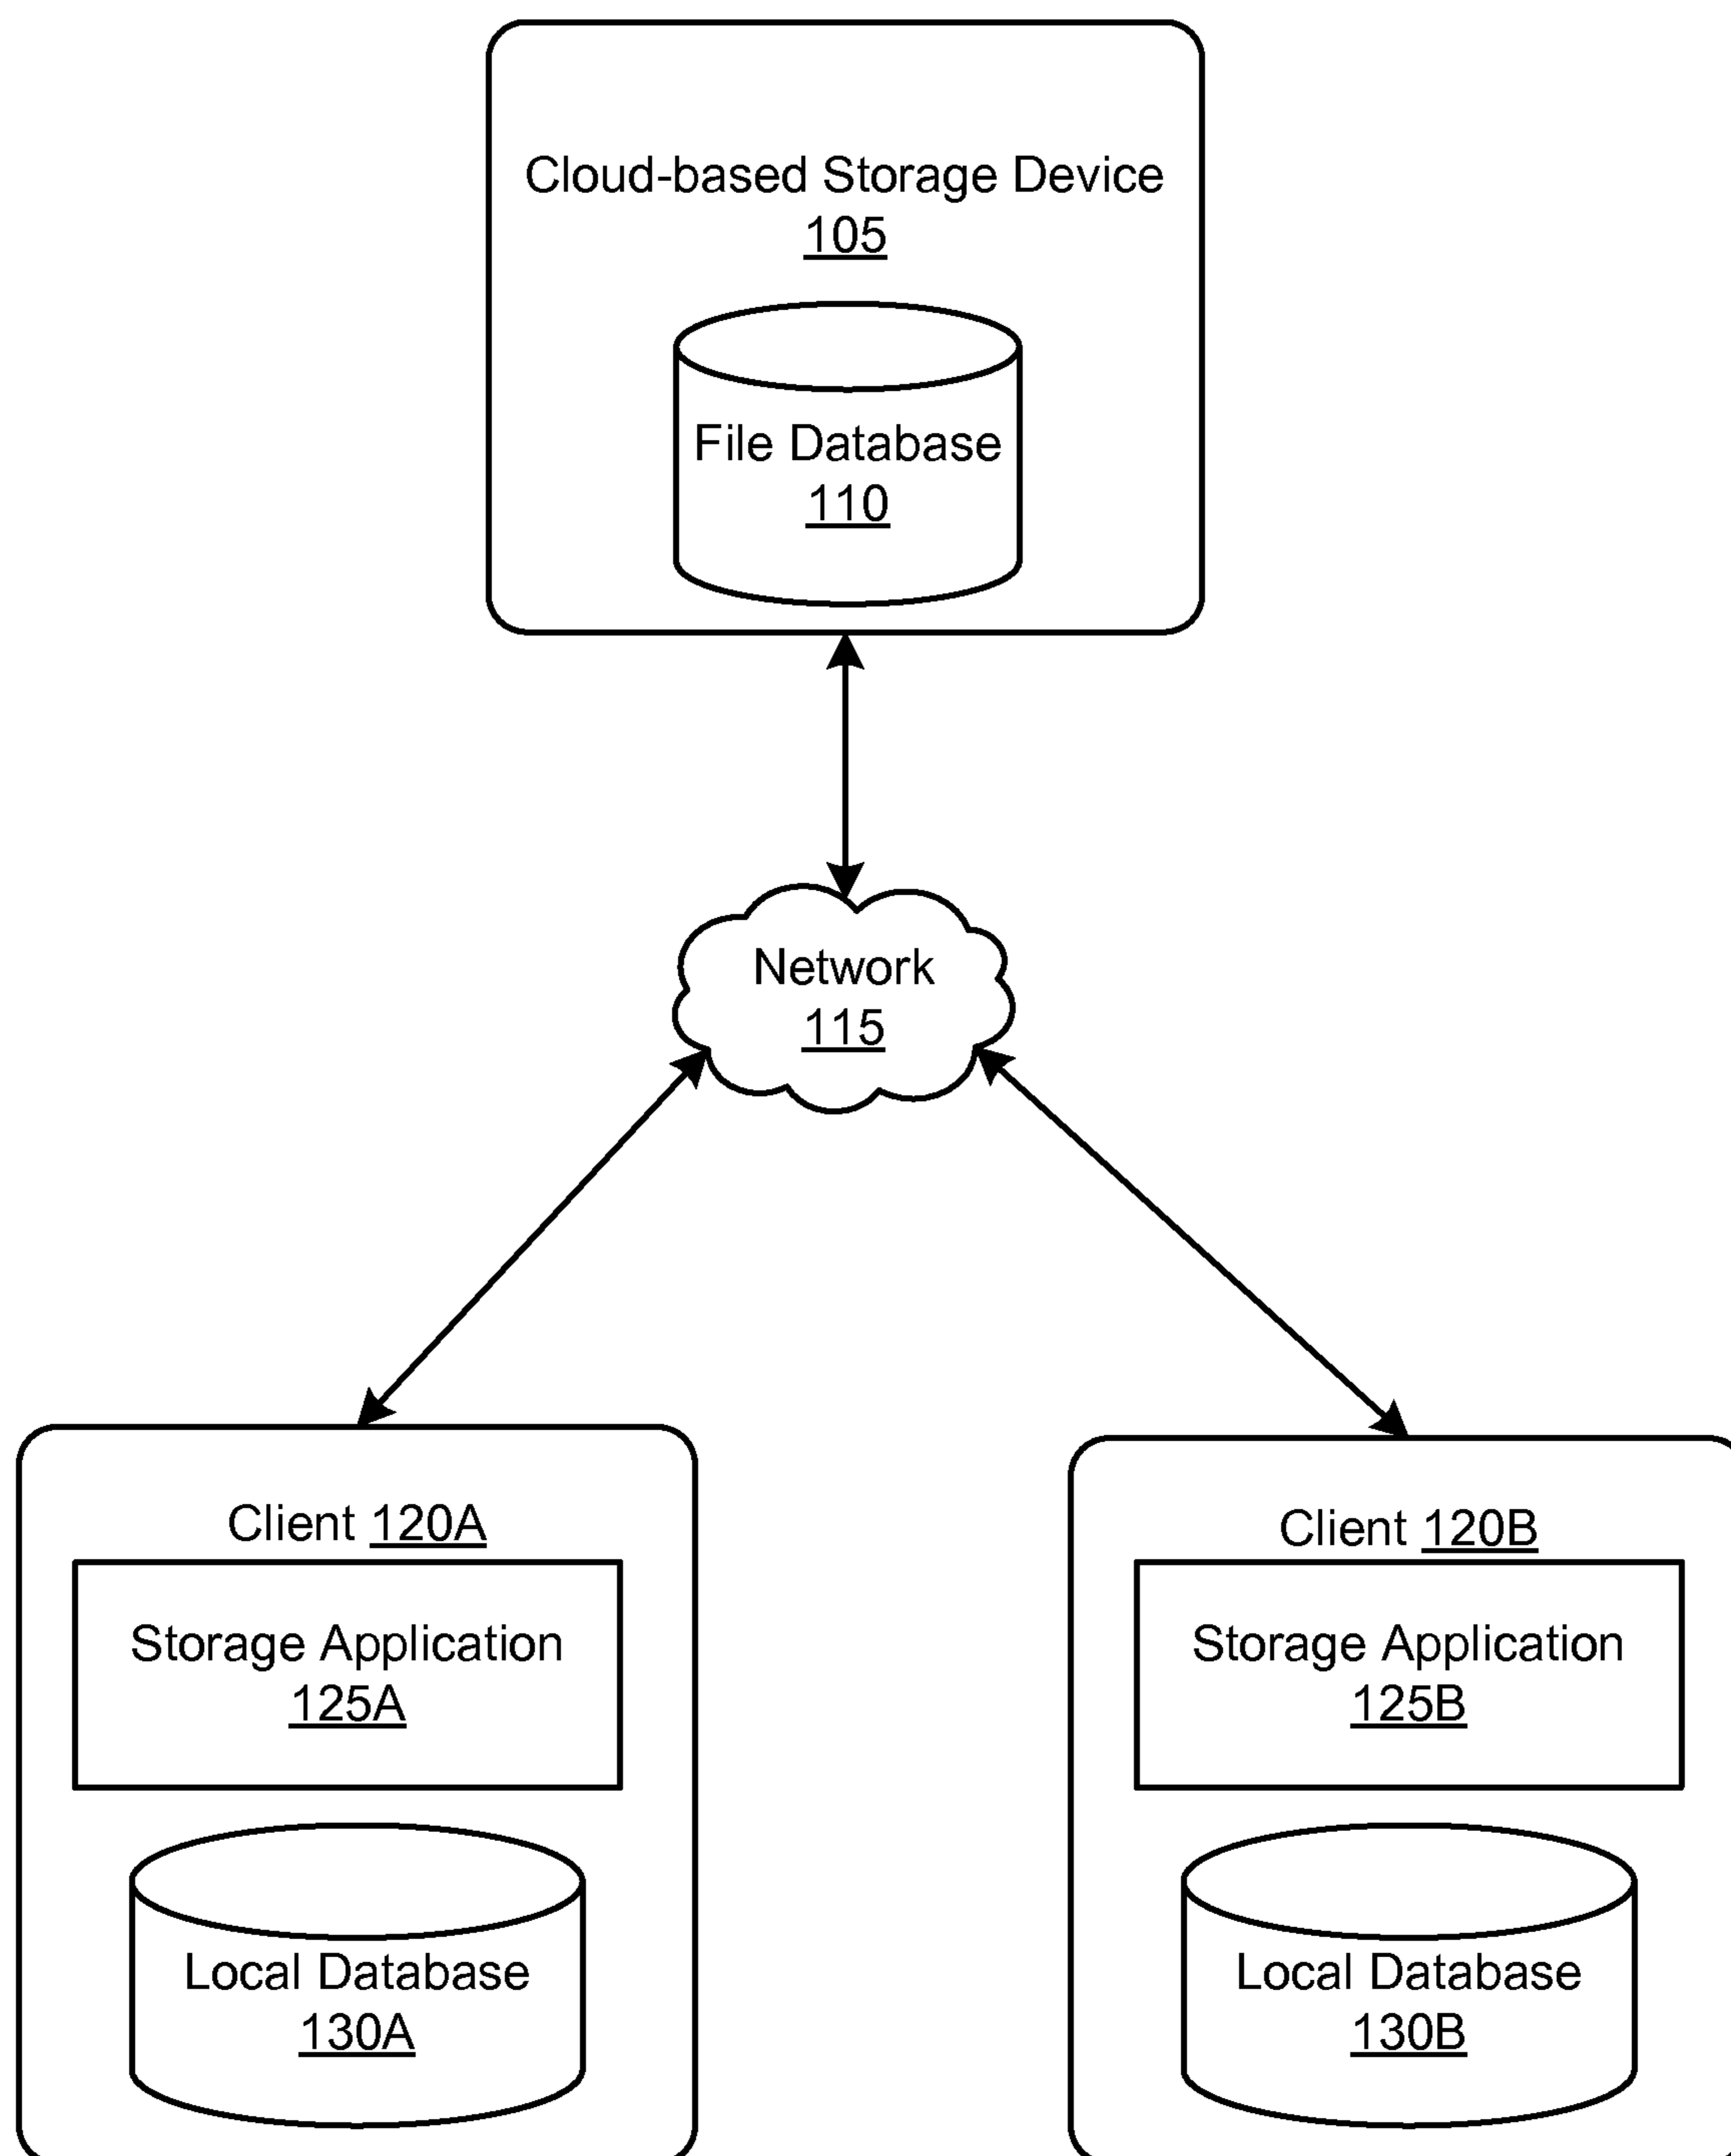 Cloud-based Storage Device
105
File Database
110
Network
115
Client 120A
Storage Application
125A
Local Database
130A
Client 120B
Storage Application
125B
Local Database
130B